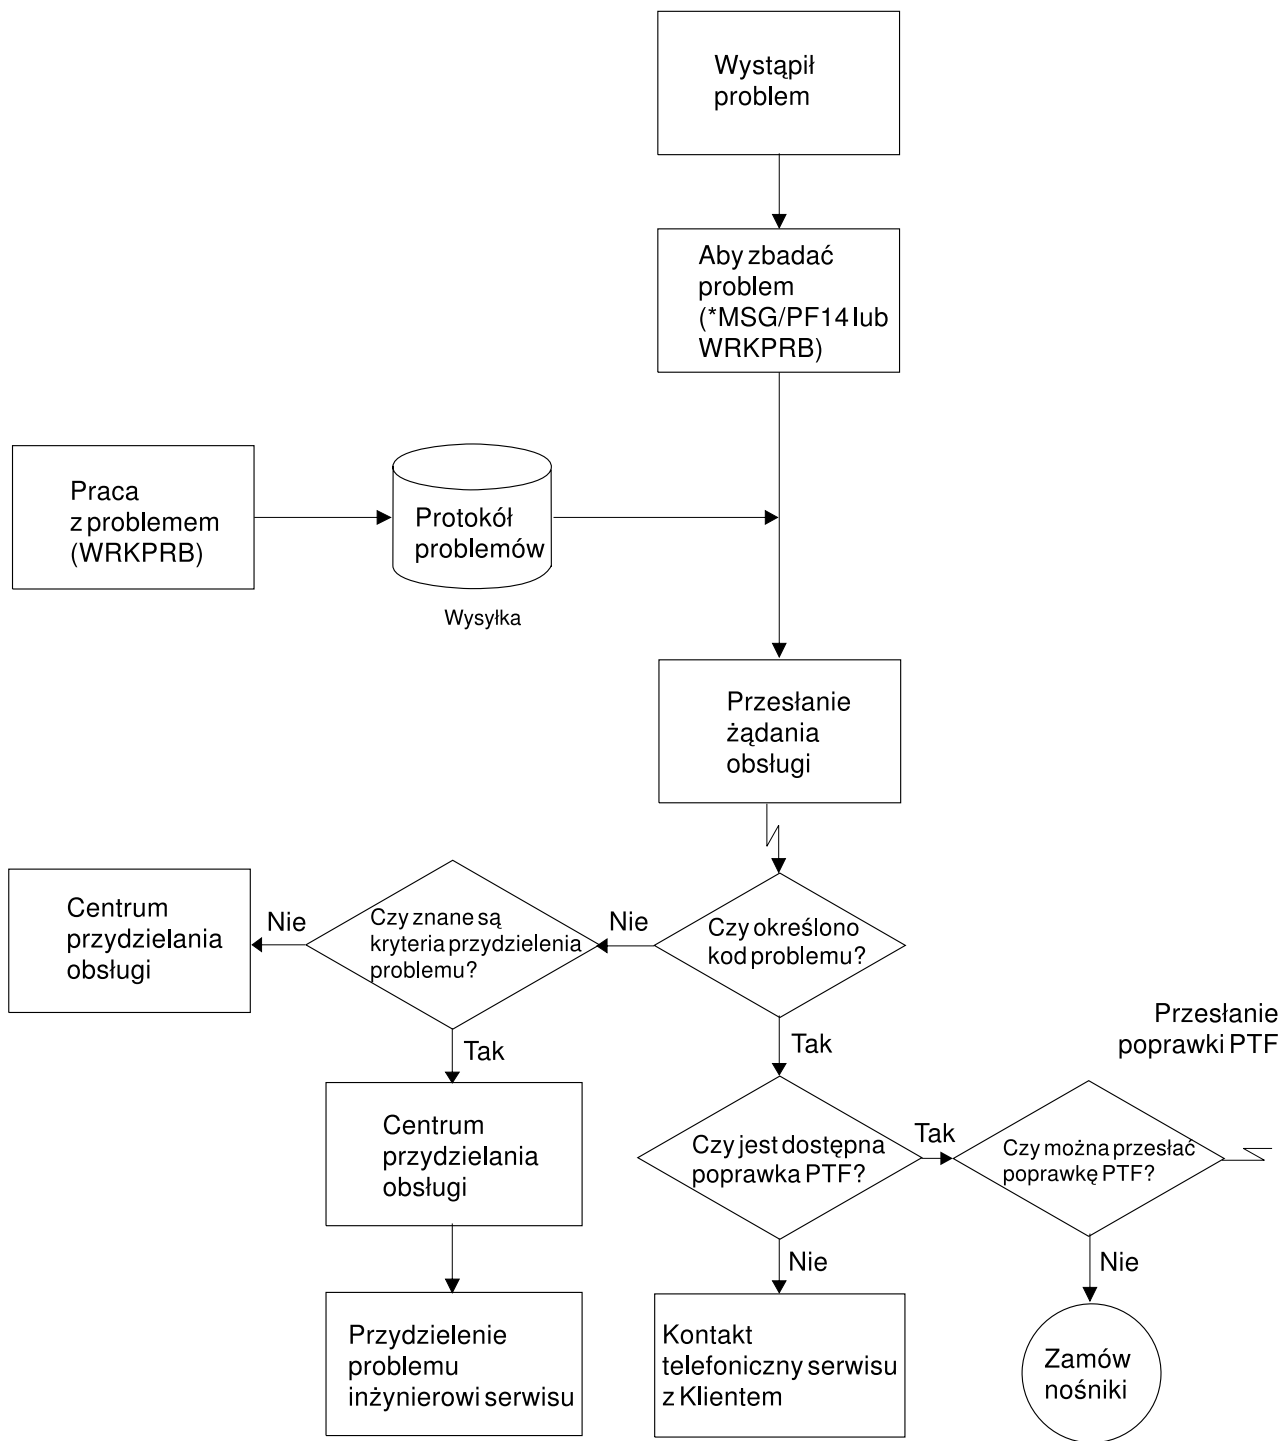 Wystąpił
problem
Aby zbadać
problem
(*MSG/PF14 lub
WRKPRB)
Praca
z problemem
(WRKPRB)
Protokół
problemów
Wysyłka
Przesłanie
żądania
obsługi
Centrum
przydzielania
obsługi
Nie
Czy znane są
kryteria przydzielenia
problemu?
Nie
Czy określono
kod problemu?
Przesłanie
poprawki PTF
Tak
Tak
Centrum
przydzielania
obsługi
Czy jest dostępna
poprawka PTF?
Tak
Czy można przesłać
poprawkę PTF?
Nie
Nie
Przydzielenie
problemu
inżynierowi serwisu
Kontakt
telefoniczny serwisu
z Klientem
Zamów
nośniki